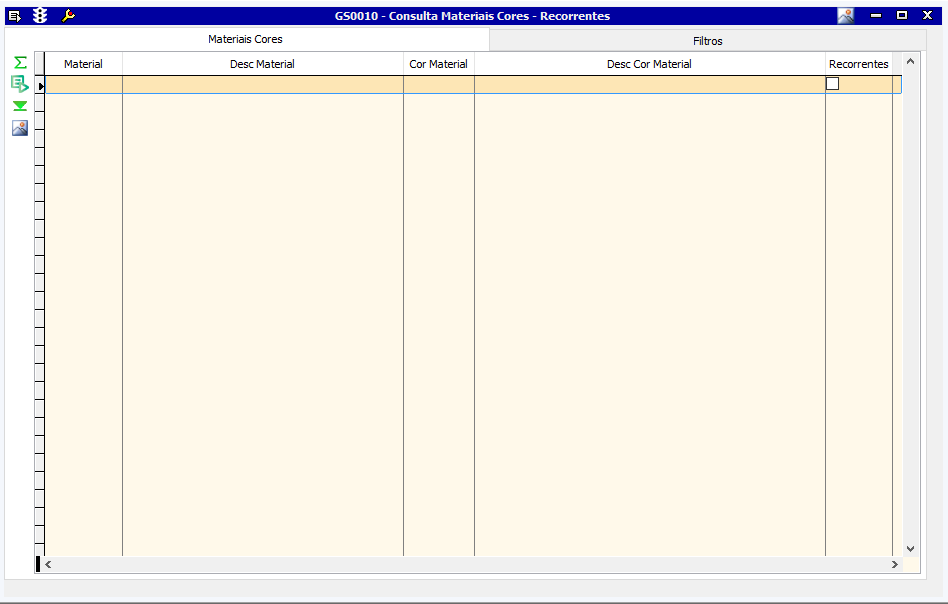 GS0010 - Consulta Materiais Cores - Recorrentes
Materiais Cores
Filtros
Material
Desc Material
Cor Material
Desc Cor Material
Recorrentes